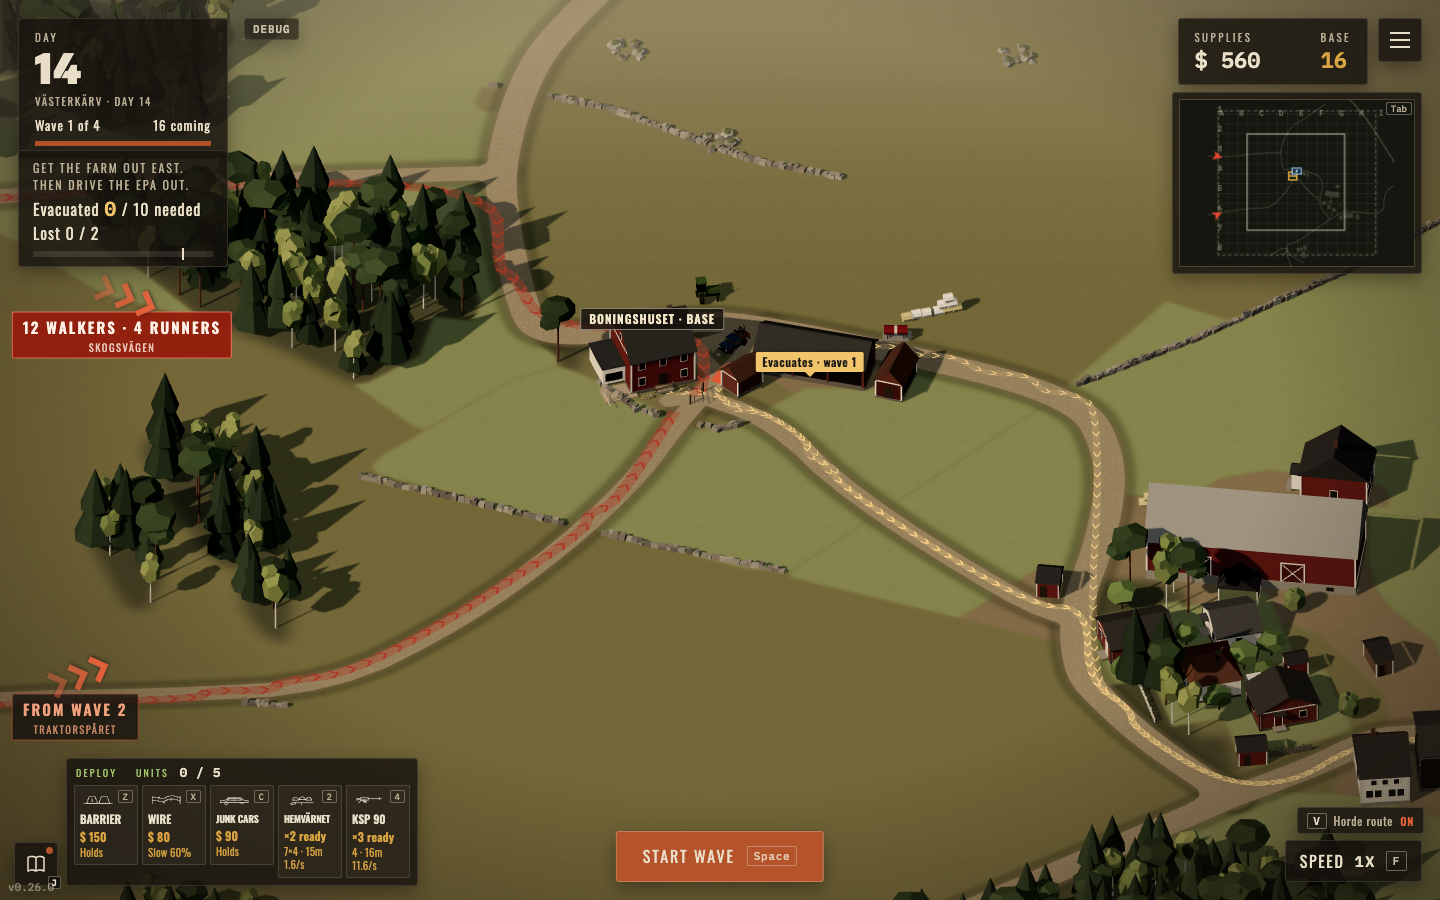 DAY
14
VÄSTERKÄRV · DAY 14
Wave 1 of 4 16 coming
GET THE FARM OUT EAST.
THEN DRIVE THE EPA OUT.
Evacuated 0 / 10 needed
Lost 0 / 2
DEBUG
SUPPLIES BASE
$ 560 16
Tab
12 WALKERS · 4 RUNNERS
SKOGSVÄGEN
BONINGSHUSET · BASE
Evacuates · wave 1
FROM WAVE 2
TRAKTORSPÅRET
DEPLOY UNITS 0 / 5
Z X C 2 4
BARRIER WIRE JUNK CARS HEMVÄRNET KSP 90
$ 150 $ 80 $ 90 ×2 ready ×3 ready
Holds Slow 60% Holds 7×4 · 15m 4 · 16m
1.6/s 11.6/s
J
v0.26.0
START WAVE Space
V Horde route ON
SPEED 1X F